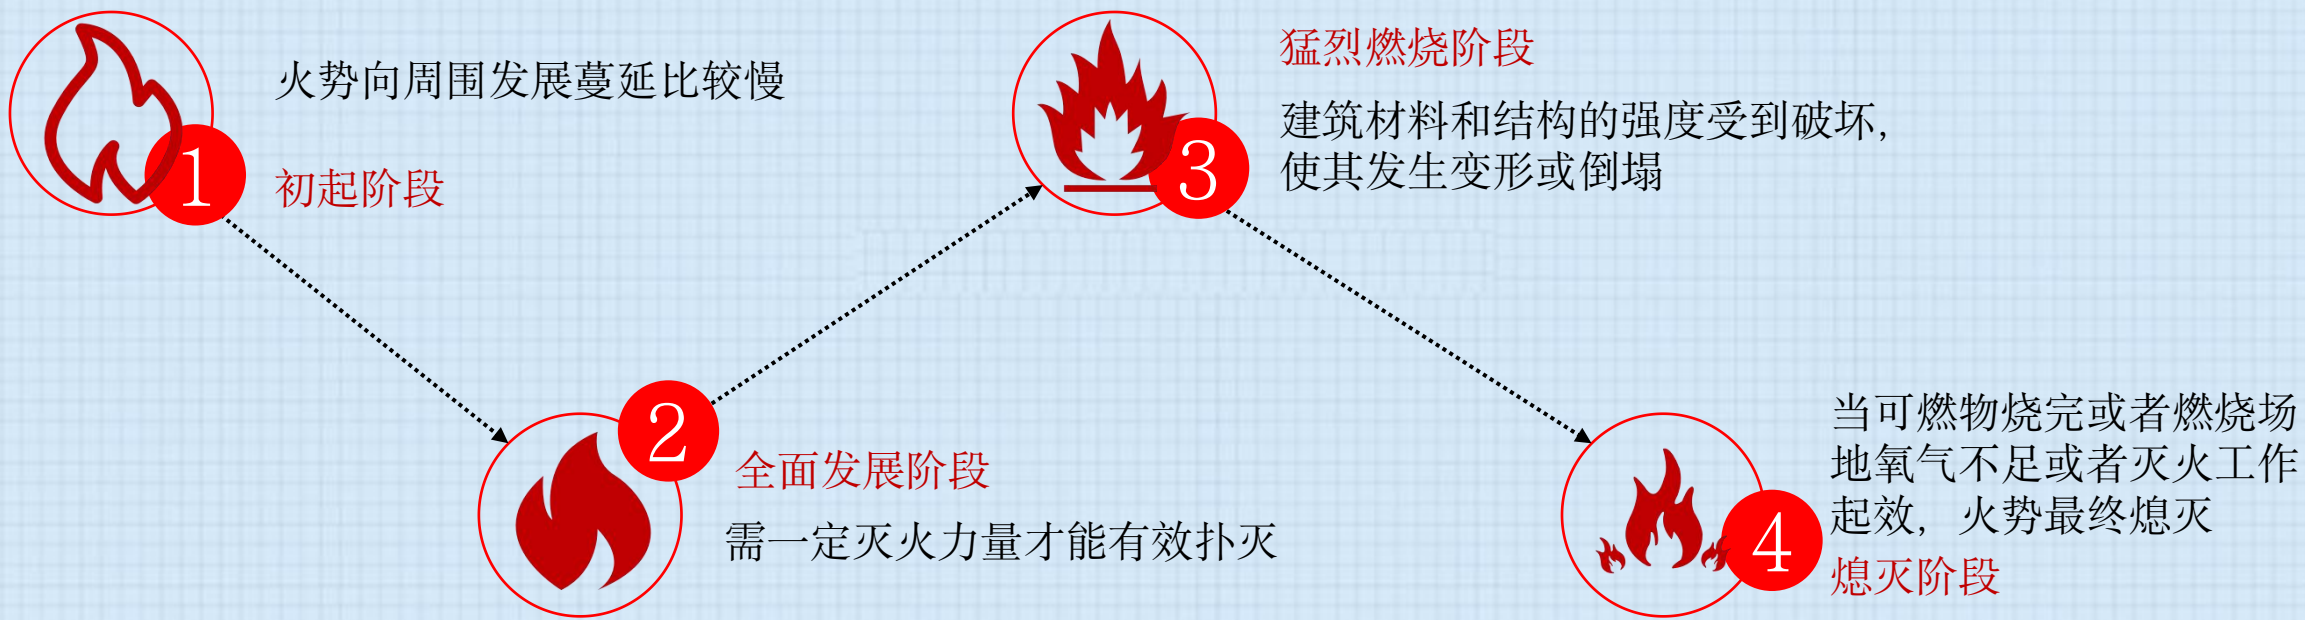 火势向周围发展蔓延比较慢
1
初起阶段
2
全面发展阶段
需一定灭火力量才能有效扑灭
3
猛烈燃烧阶段
建筑材料和结构的强度受到破坏，
使其发生变形或倒塌
4
当可燃物烧完或者燃烧场
地氧气不足或者灭火工作
起效，火势最终熄灭
熄灭阶段